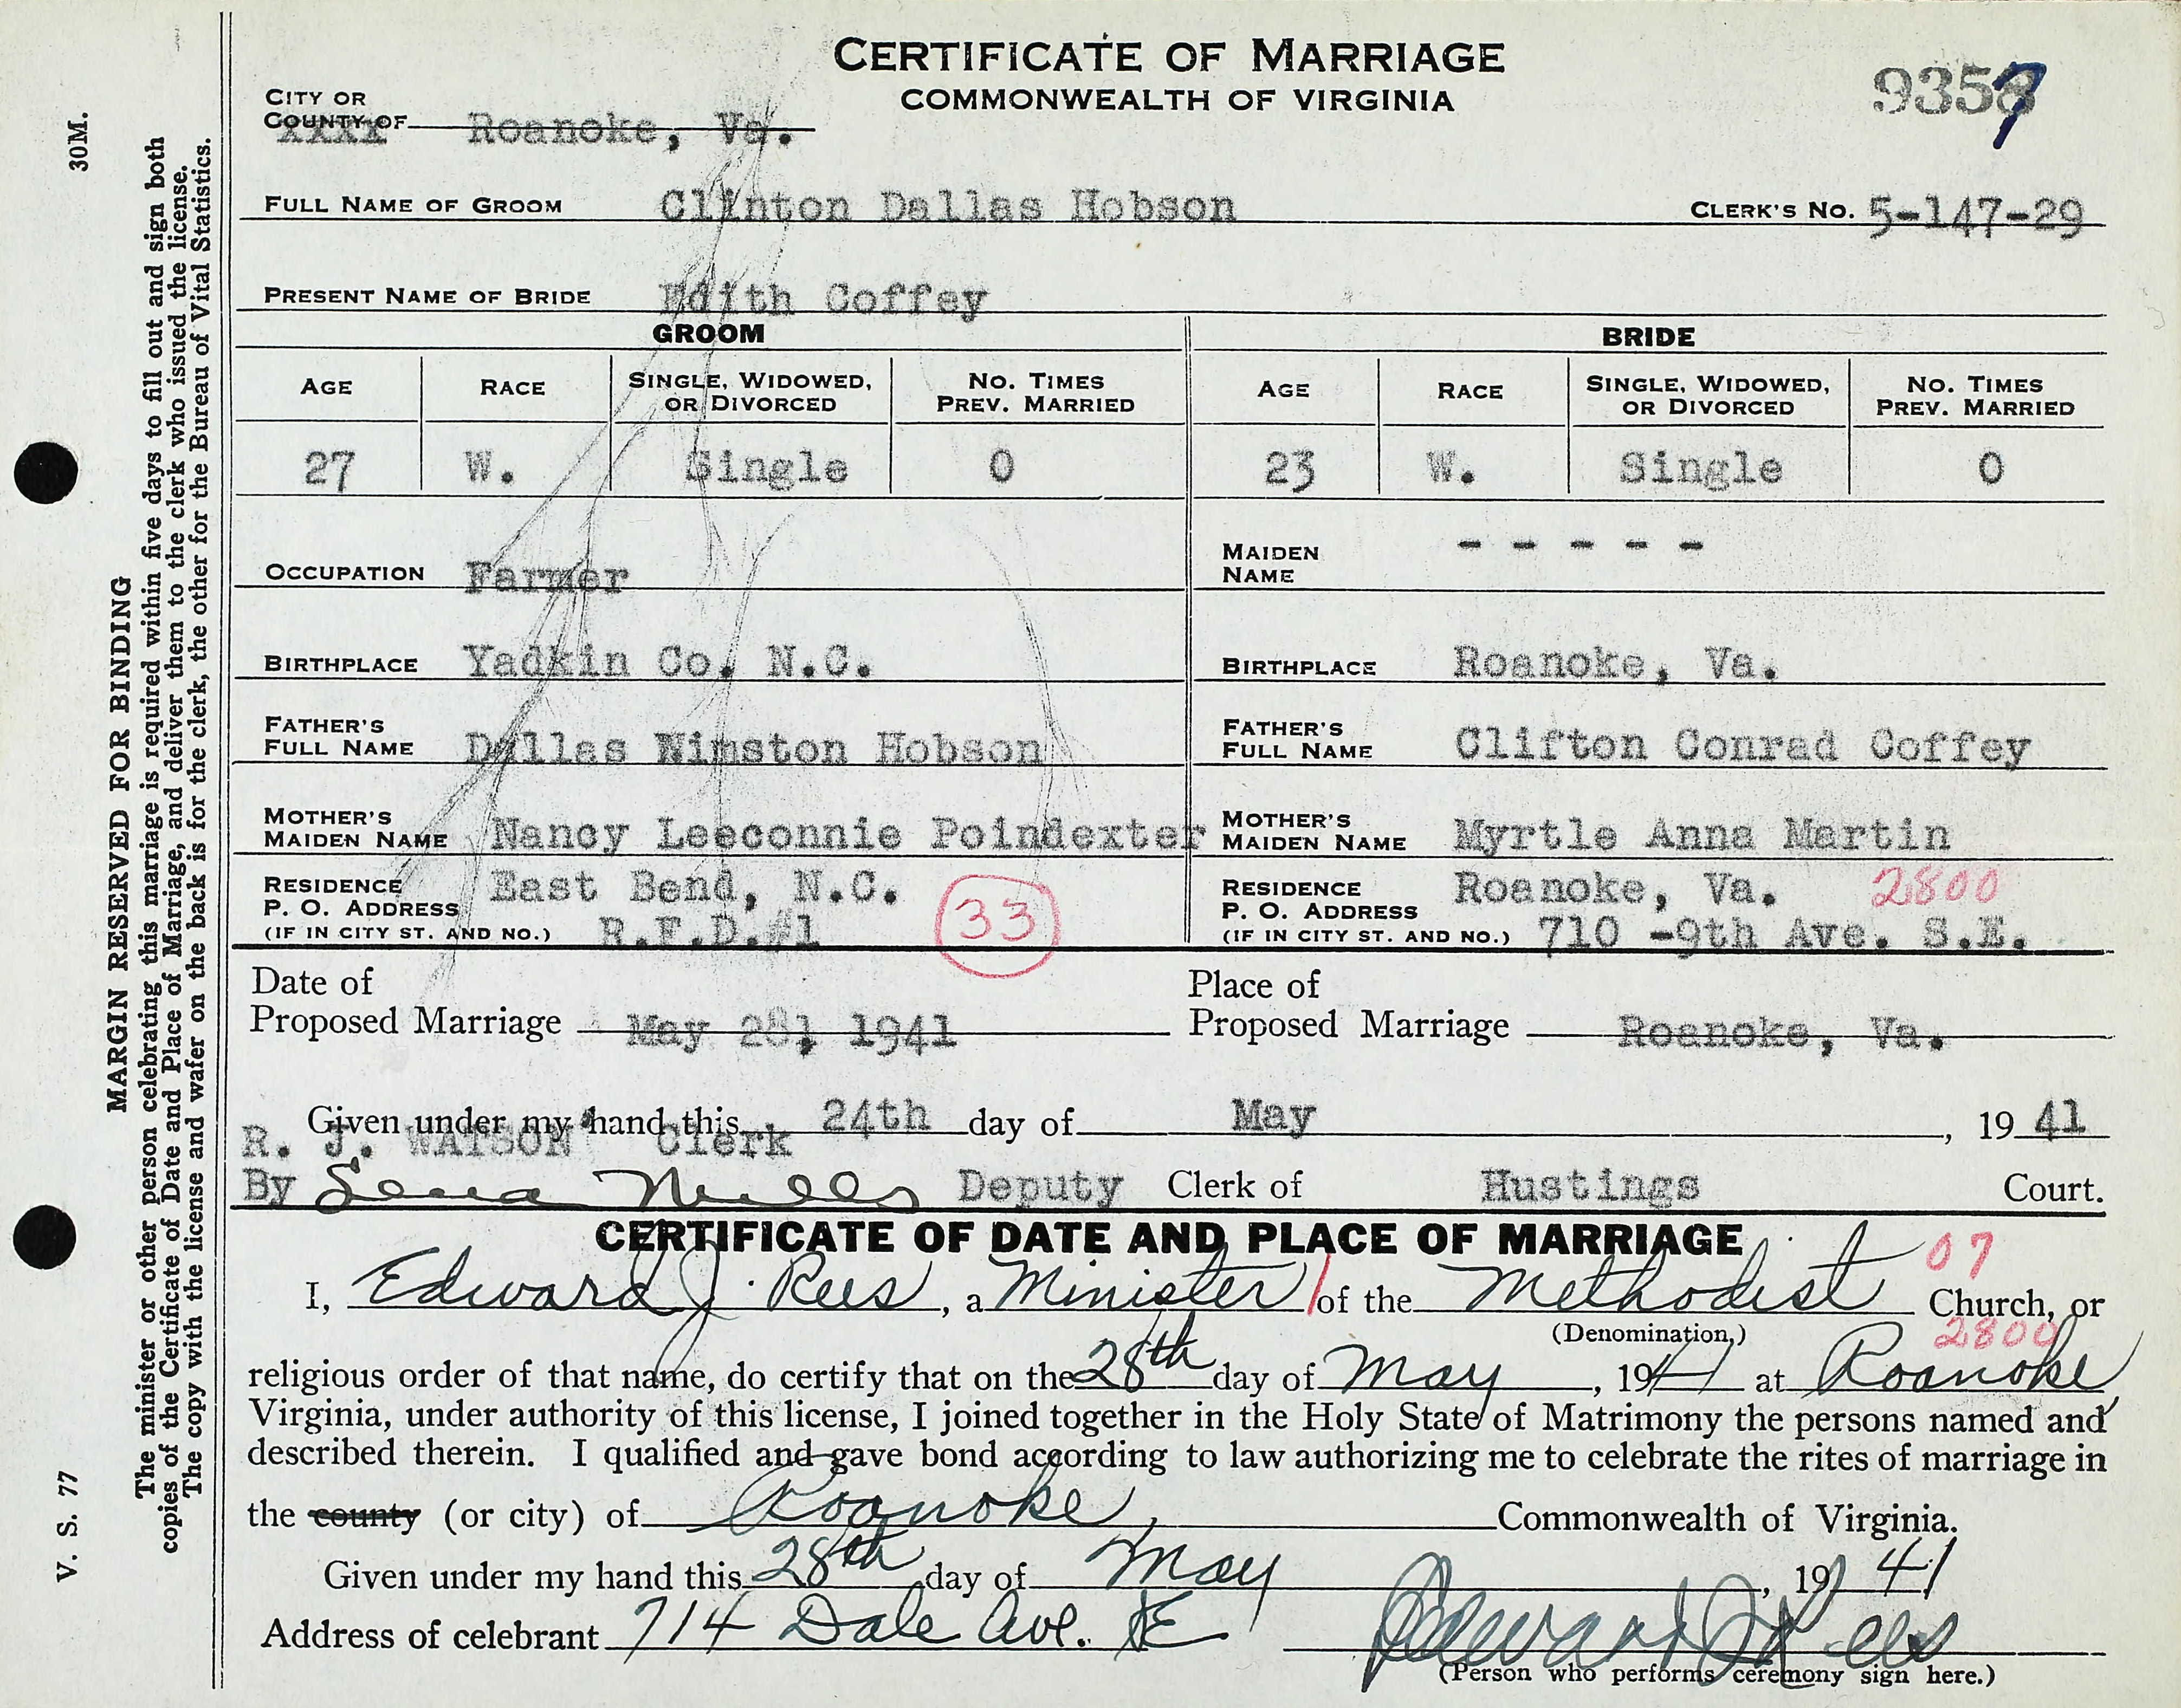 CERTIFICATE OF MARRIAGE
COMMONWEALTH OF VIRGINIA
9357
CITY OR
COUNTY OF Roanoke, Va.
FULL NAME OF GROOM Clinton Dallas Hobson CLERK'S NO. 5-147-29
PRESENT NAME OF BRIDE Edith Coffey
GROOM BRIDE
AGE RACE SINGLE, WIDOWED, OR DIVORCED NO. TIMES PREV. MARRIED AGE RACE SINGLE, WIDOWED, OR DIVORCED NO. TIMES PREV. MARRIED
27 W. Single 0 23 W. Single 0
OCCUPATION Farmer MAIDEN NAME - - - - -
BIRTHPLACE Yadkin Co. N.C. BIRTHPLACE Roanoke, Va.
FATHER'S FULL NAME Dallas Winston Hobson FATHER'S FULL NAME Clifton Conrad Coffey
MOTHER'S MAIDEN NAME Nancy Leeconnie Poindexter MOTHER'S MAIDEN NAME Myrtle Anna Martin
RESIDENCE East Bend, N.C. RESIDENCE Roanoke, Va. 2800
P. O. ADDRESS 33 P. O. ADDRESS
(IF IN CITY ST. AND NO.) R.F.D.#1 (IF IN CITY ST. AND NO.) 710 -9th Ave. S.E.
Date of Place of
Proposed Marriage May 28, 1941 Proposed Marriage Roanoke, Va.
Given under my hand this 24th day of May, 1941
R. J. WATSON Clerk
By Lena Mills Deputy Clerk of Hustings Court.
CERTIFICATE OF DATE AND PLACE OF MARRIAGE
07
I, Edward J. Rees, a Minister of the Methodist Church, or
(Denomination,) 2800
religious order of that name, do certify that on the 28th day of May, 1941 at Roanoke,
Virginia, under authority of this license, I joined together in the Holy State of Matrimony the persons named and
described therein. I qualified and gave bond according to law authorizing me to celebrate the rites of marriage in
the county (or city) of Roanoke, Commonwealth of Virginia.
Given under my hand this 28th day of May, 1941
Address of celebrant 714 Dale Ave. SE Edward J. Rees
(Person who performs ceremony sign here.)
V. S. 77 30M.
MARGIN RESERVED FOR BINDING
The minister or other person celebrating this marriage is required within five days to fill out and sign both
copies of the Certificate of Date and Place of Marriage, and deliver them to the clerk who issued the license.
The copy with the license and wafer on the back is for the clerk, the other for the Bureau of Vital Statistics.